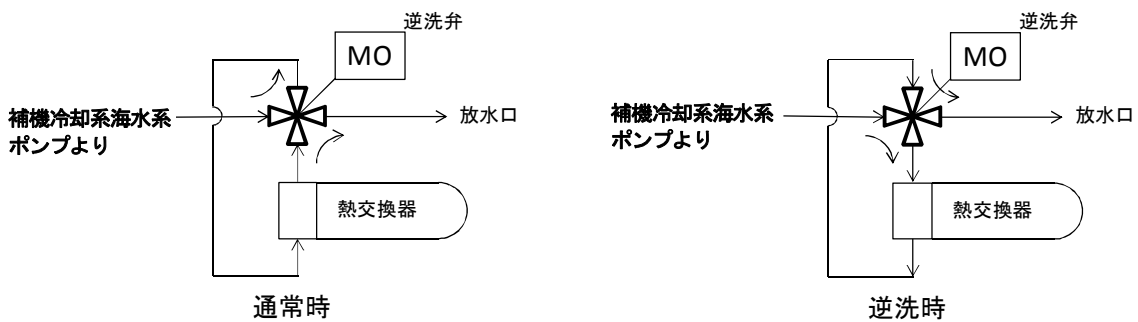 逆洗弁
MO
補機冷却系海水系
ポンプより
放水口
熱交換器
通常時
逆洗弁
MO
補機冷却系海水系
ポンプより
放水口
熱交換器
逆洗時